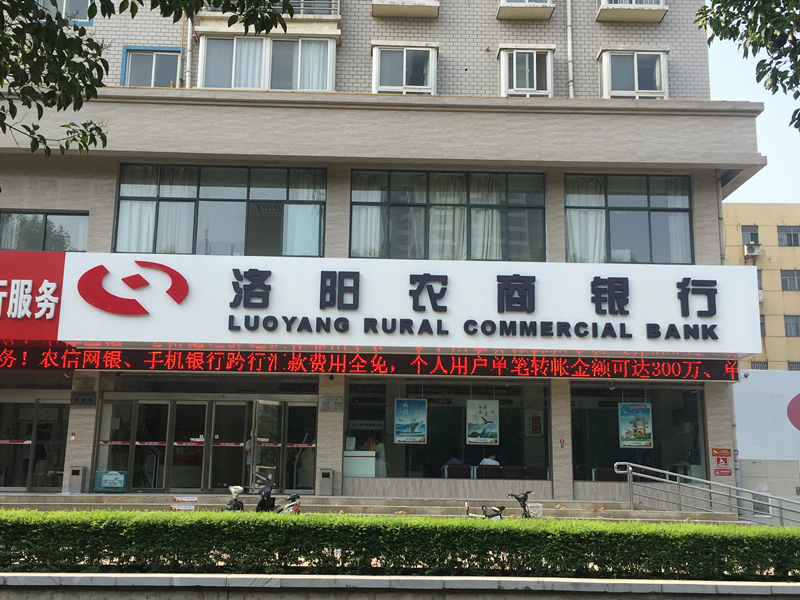 行服务
洛阳农商银行
LUOYANG RURAL COMMERCIAL BANK
务！农信网银、手机银行跨行汇款费用全免，个人用户单笔转帐金额可达300万、单